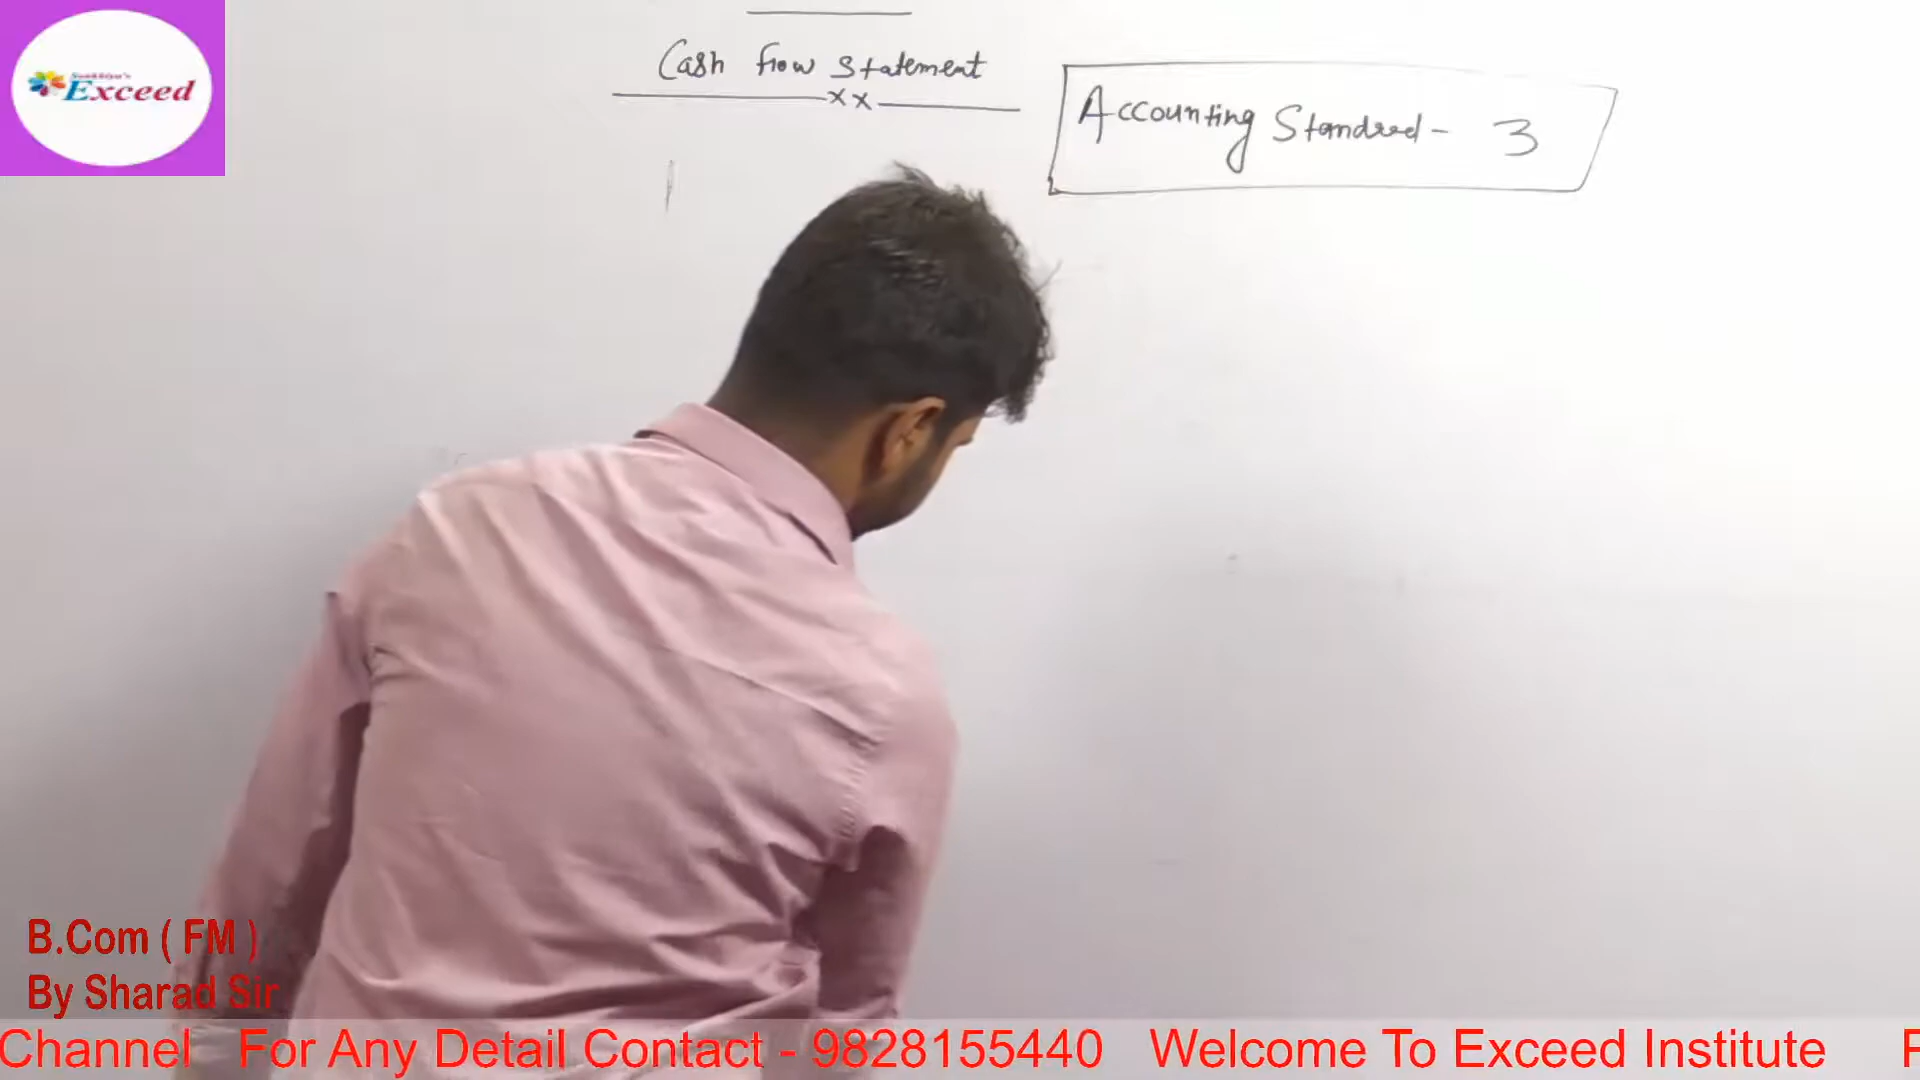 Exceed
Cash flow statement
xx
Accounting Standred - 3
B.Com ( FM )
By Sharad Sir
Channel For Any Detail Contact - 9828155440 Welcome To Exceed Institute